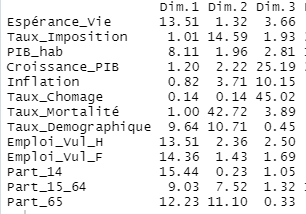 Dim.1 Dim.2 Dim.3
Espérance_Vie 13.51 1.32 3.66
Taux_Imposition 1.01 14.59 1.93
PIB_hab 8.11 1.96 2.81
Croissance_PIB 1.20 2.22 25.19
Inflation 0.82 3.71 10.15
Taux_Chomage 0.14 0.14 45.02
Taux_Mortalité 1.00 42.72 3.89
Taux_Demographique 9.64 10.71 0.45
Emploi_Vul_H 13.51 2.36 2.50
Emploi_Vul_F 14.36 1.43 1.69
Part_14 15.44 0.23 1.05
Part_15_64 9.03 7.52 1.32
Part_65 12.23 11.10 0.33